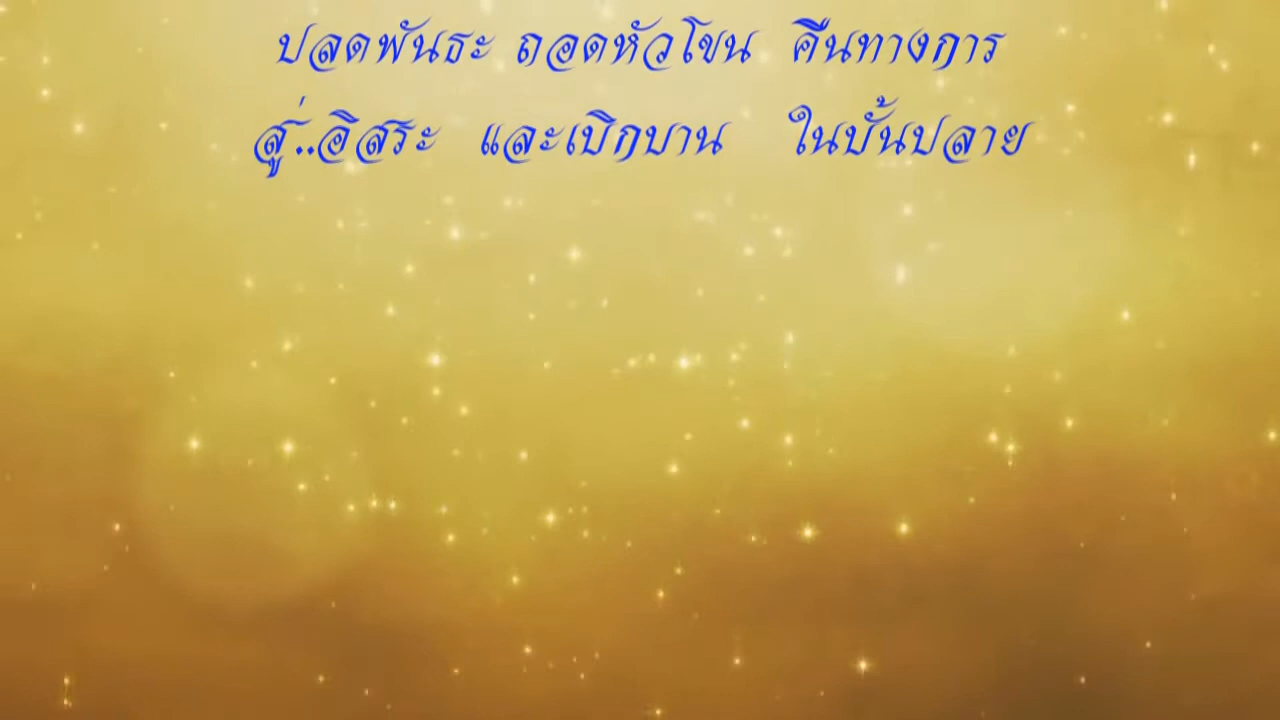 ปลดพันธะ ถอดหัวโขน คืนทางการ
สู่..อิสระ และเบิกบาน ในบั้นปลาย